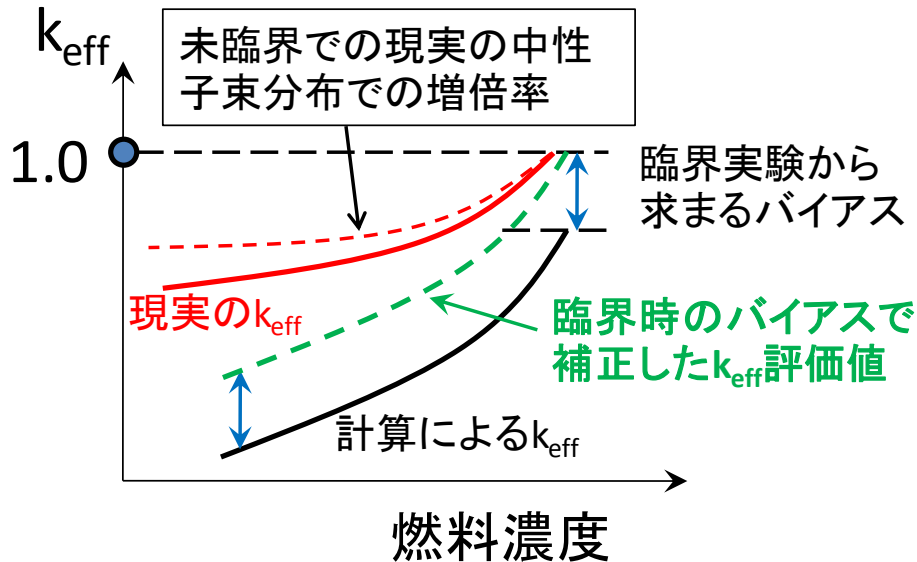 keff
未臨界での現実の中性
子束分布での増倍率
1.0
臨界実験から
求まるバイアス
現実のkeff
臨界時のバイアスで
補正したkeff評価値
計算によるkeff
燃料濃度